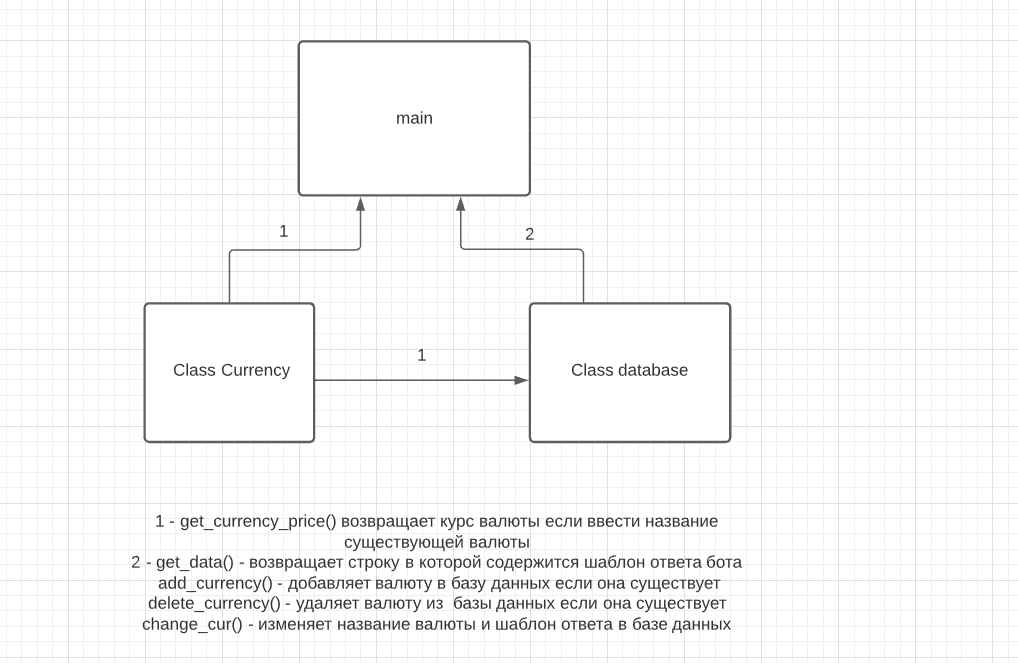 main
1
2
1
Class Currency
Class database
1 - get_currency_price() возвращает курс валюты если ввести название
существующей валюты
2 - get_data() - возвращает строку в которой содержится шаблон ответа бота
add_currency() - добавляет валюту в базу данных если она существует
delete_currency() - удаляет валюту из  базы данных если она существует
change_cur() - изменяет название валюты и шаблон ответа в базе данных